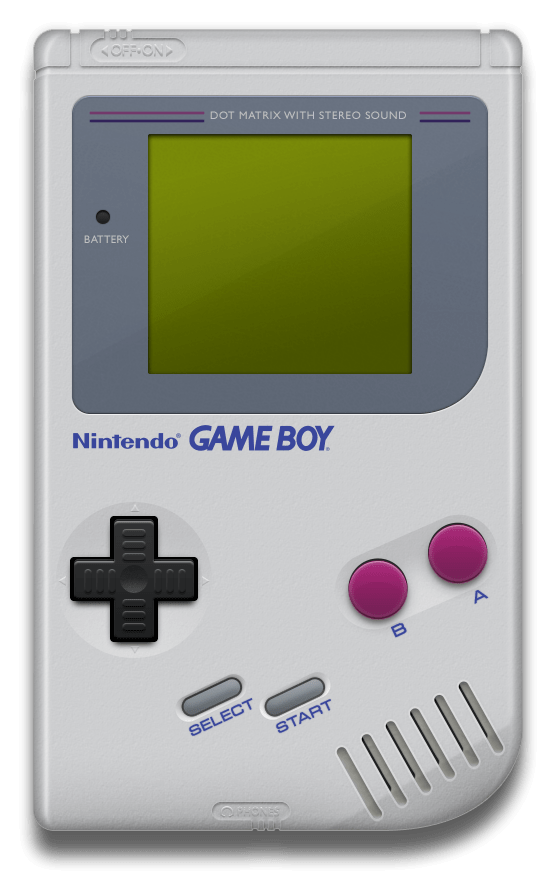 OFF•ON
DOT MATRIX WITH STEREO SOUND
BATTERY
Nintendo® GAME BOY®
A
B
SELECT
START
PHONES